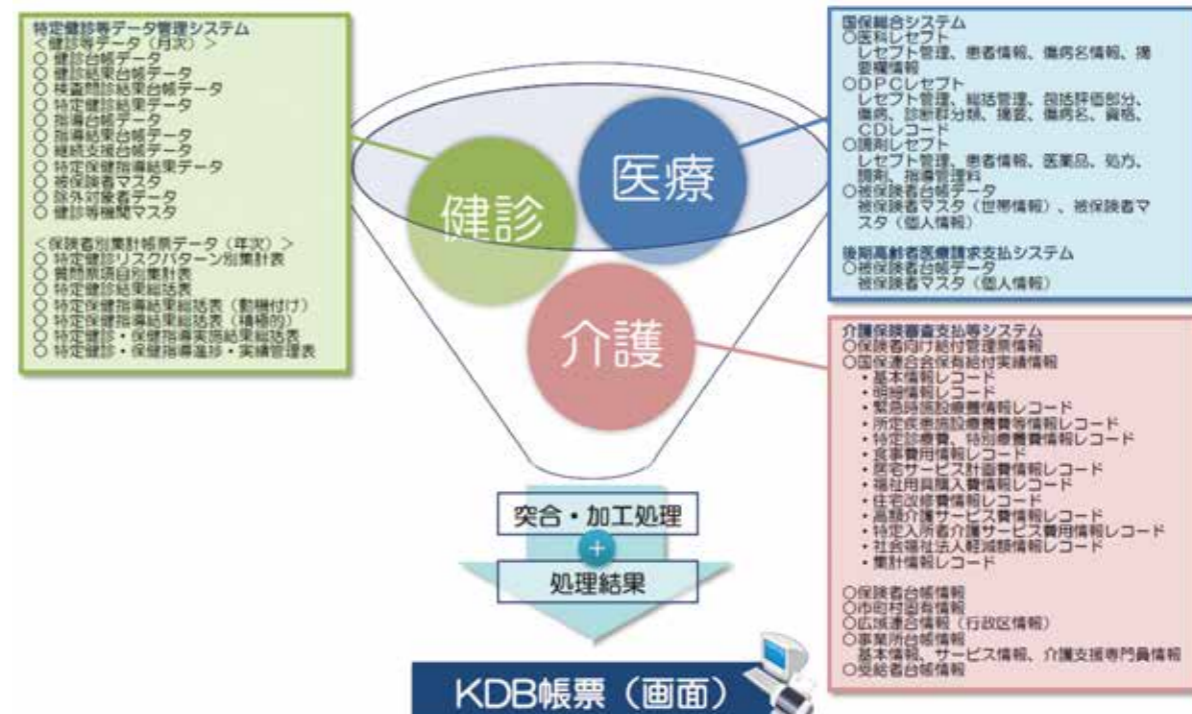 特定健診等データ管理システム
＜健診等データ（月次）＞
○ 健診台帳データ
○ 健診結果台帳データ
○ 検査問診結果台帳データ
○ 特定健診結果データ
○ 指導台帳データ
○ 指導結果台帳データ
○ 継続支援台帳データ
○ 特定保健指導結果データ
○ 被保険者マスタ
○ 除外対象者データ
○ 健診等機関マスタ
＜保険者別集計帳票データ（年次）＞
○ 特定健診リスクパターン別集計表
○ 質問票項目別集計表
○ 特定健診結果総括表
○ 特定保健指導結果総括表（動機付け）
○ 特定保健指導結果総括表（積極的）
○ 特定健診・保健指導実施結果総括表
○ 特定健診・保健指導進捗・実績管理表
健診
医療
介護
突合・加工処理
+
処理結果
KDB帳票（画面）
国保総合システム
○医科レセプト
レセプト管理、患者情報、傷病名情報、摘
要欄情報
○DPCレセプト
レセプト管理、総括管理、包括評価部分、
傷病、診断群分類、摘要、傷病名、資格、
CDレコード
○調剤レセプト
レセプト管理、患者情報、医薬品、処方、
調剤、指導管理料
○被保険者台帳データ
被保険者マスタ（世帯情報）、被保険者マ
スタ（個人情報）
後期高齢者医療請求支払システム
○被保険者台帳データ
被保険者マスタ（個人情報）
介護保険審査支払等システム
○保険者向け給付管理票情報
○国保連合会保有給付実績情報
・基本情報レコード
・明細情報レコード
・緊急時施設療養情報レコード
・所定疾患施設療養費等情報レコード
・特定診療費、特別療養費情報レコード
・食事費用情報レコード
・居宅サービス計画費情報レコード
・福祉用具購入費情報レコード
・住宅改修費情報レコード
・高額介護サービス費情報レコード
・特定入所者介護サービス費用情報レコード
・社会福祉法人軽減額情報レコード
・集計情報レコード
○保険者台帳情報
○市町村固有情報
○広域連合情報（行政区情報）
○事業所台帳情報
基本情報、サービス情報、介護支援専門員情報
○受給者台帳情報